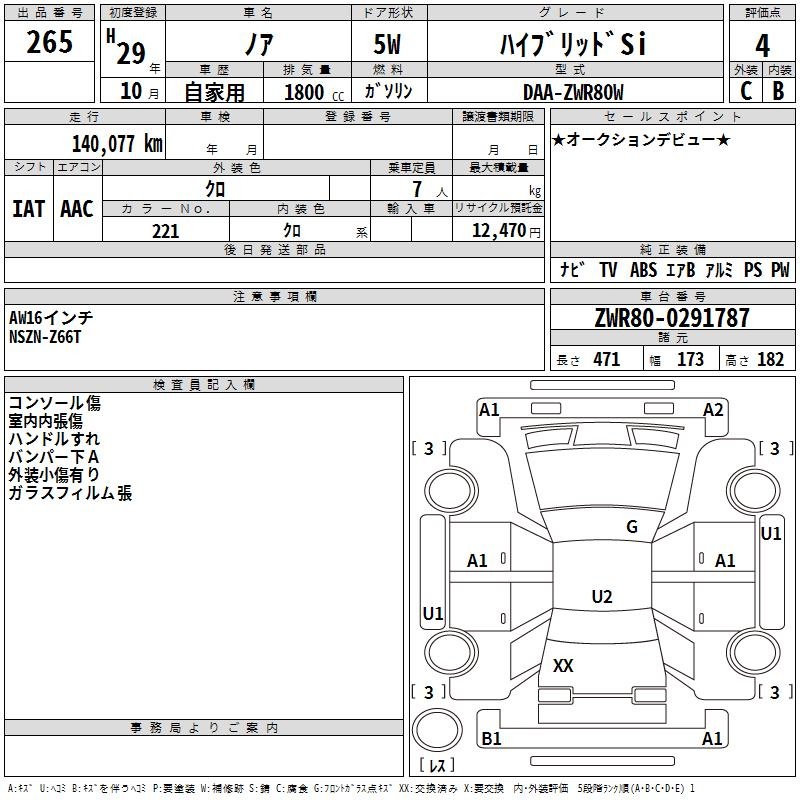 出品番号 初度登録 車名 ドア形状 グレード 評価点
265 H29年 ノア 5W ハイブリッドSi 4
車歴 排気量 燃料 型式 外装 内装
10月 自家用 1800CC ガソリン DAA-ZWR80W C B
走行 車検 登録番号 譲渡書類期限 セールスポイント
140,077 km 年 月 月 日 ★オークションデビュー★
シフト エアコン 外装色 乗車定員 最大積載量
IAT AAC クロ 7人 kg
カラーNo. 内装色 輸入車 リサイクル預託金
221 クロ 系 12,470円
後日発送部品 純正装備
ナビ TV ABS エアB アルミ PS PW
注意事項欄 車台番号
AW16インチ ZWR80-0291787
NSZN-Z66T 諸元
長さ 471 幅 173 高さ 182
検査員記入欄
コンソール傷
室内内張傷
ハンドルすれ
バンパー下A
外装小傷有り
ガラスフィルム張
事務局よりご案内
A1 A2
[ 3 ] [ 3 ]
G
U1
A1 A1
U2
U1
XX
[ 3 ] [ 3 ]
B1 A1
[ レス ]
A:キズ U:ヘコミ B:キズを伴うヘコミ P:要塗装 W:補修跡 S:錆 C:腐食 G:フロントガラス点キズ XX:交換済み X:要交換 内・外装評価 5段階ランク順(A・B・C・D・E) 1